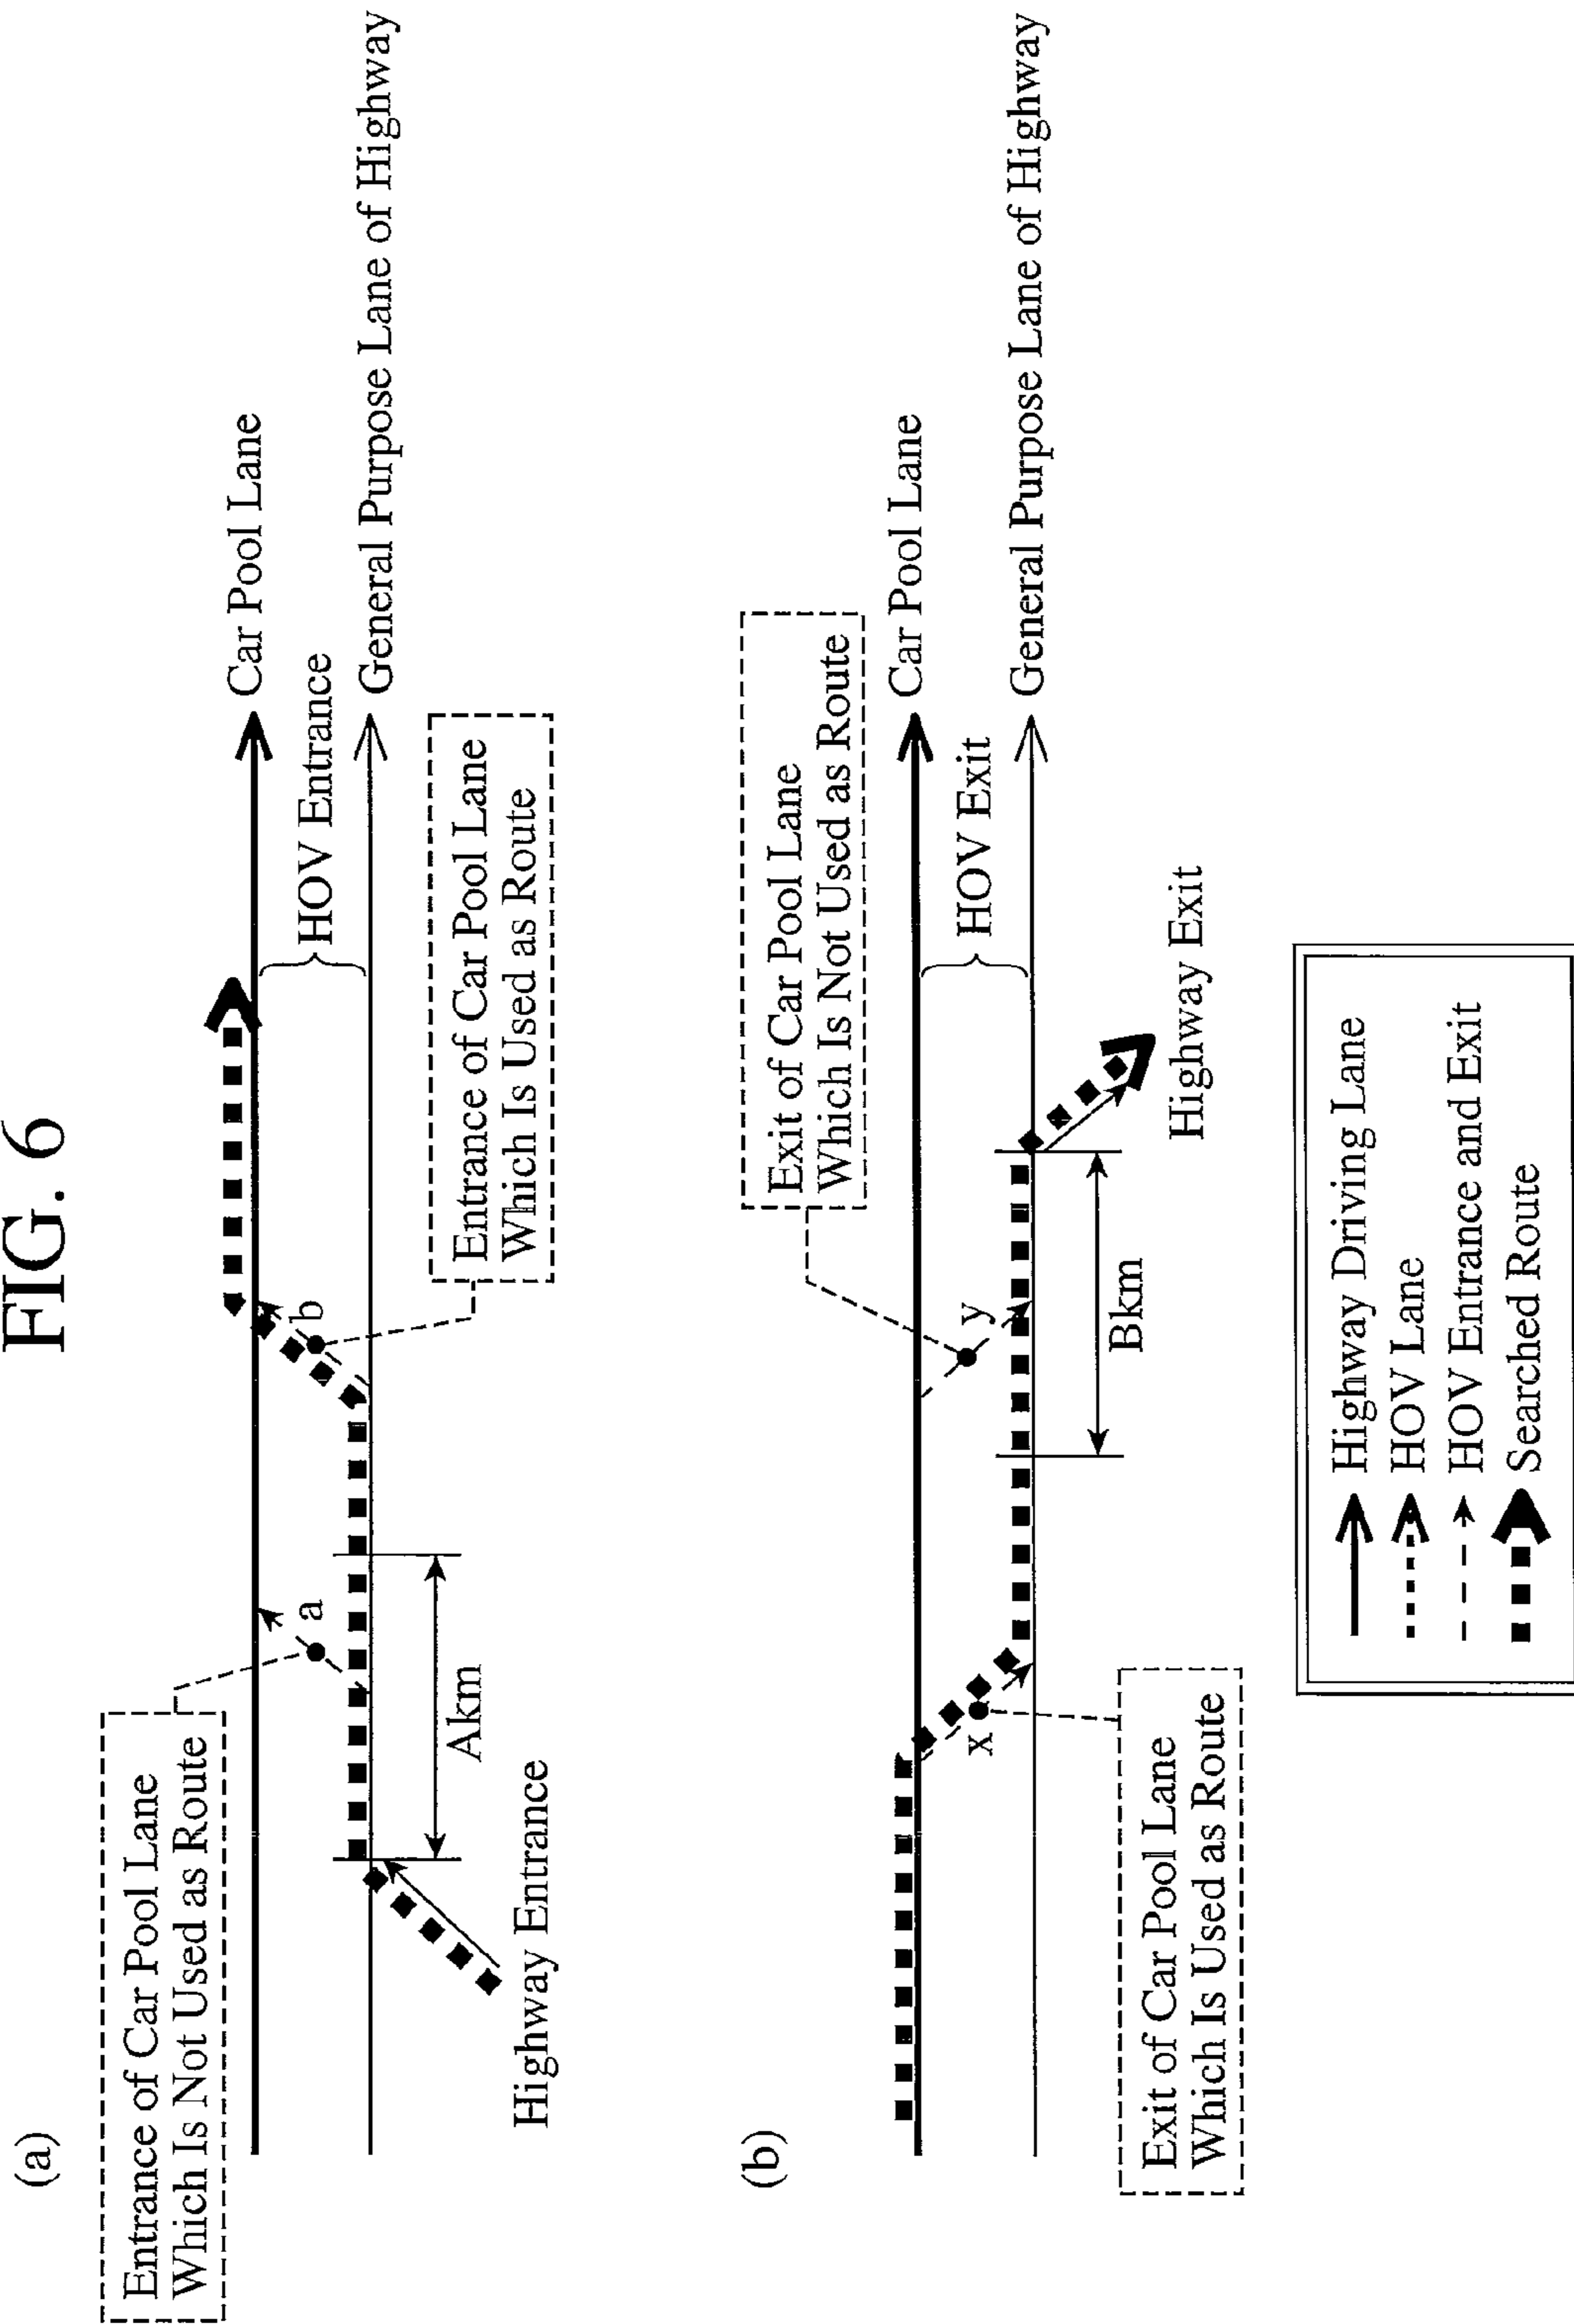 FIG. 6
(a)
Entrance of Car Pool Lane
Which Is Not Used as Route
Car Pool Lane
a
b
HOV Entrance
General Purpose Lane of Highway
Akm
Entrance of Car Pool Lane
Which Is Used as Route
Highway Entrance
(b)
Exit of Car Pool Lane
Which Is Not Used as Route
Car Pool Lane
x
y
HOV Exit
General Purpose Lane of Highway
Bkm
Exit of Car Pool Lane
Which Is Used as Route
Highway Exit
Highway Driving Lane
HOV Lane
HOV Entrance and Exit
Searched Route